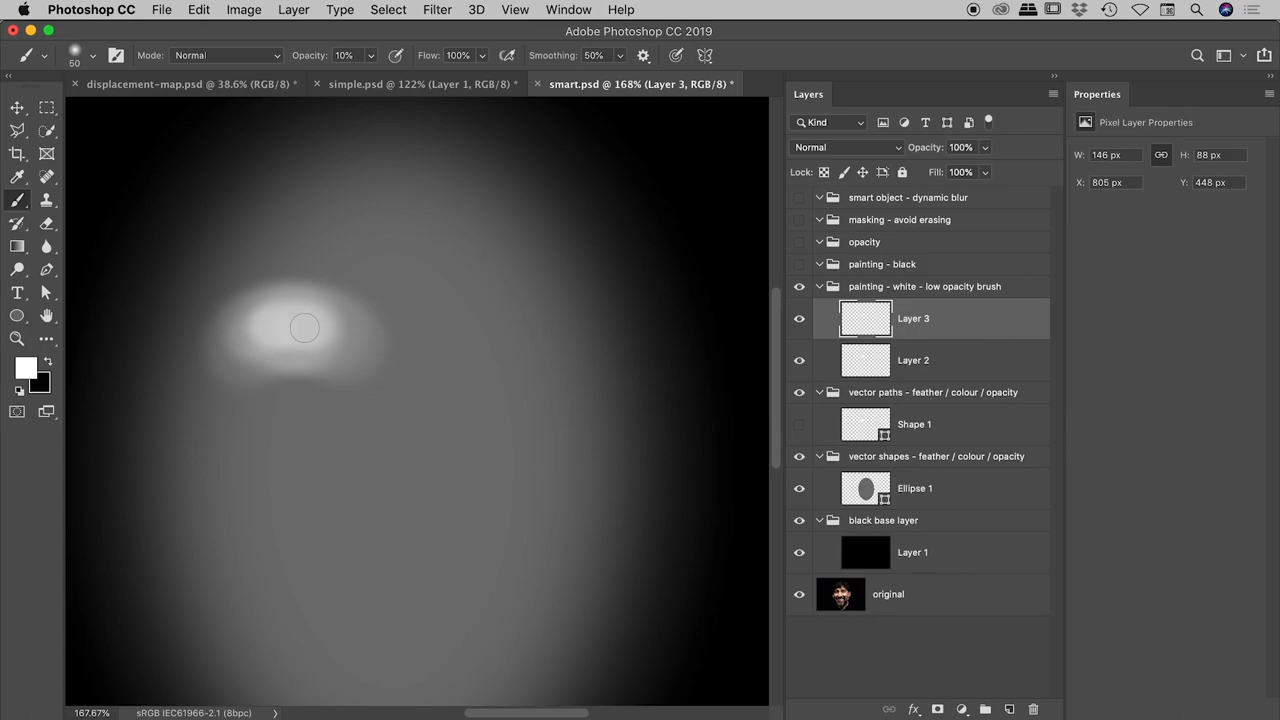 Photoshop CC File Edit Image Layer Type Select Filter 3D View Window Help
Adobe Photoshop CC 2019
50 Mode: Normal Opacity: 10% Flow: 100% Smoothing: 50%
displacement-map.psd @ 38.6% (RGB/8) * simple.psd @ 122% (Layer 1, RGB/8) * smart.psd @ 168% (Layer 3, RGB/8) *
Layers
Kind
Normal Opacity: 100%
Lock: Fill: 100%
smart object - dynamic blur
masking - avoid erasing
opacity
painting - black
painting - white - low opacity brush
Layer 3
Layer 2
vector paths - feather / colour / opacity
Shape 1
vector shapes - feather / colour / opacity
Ellipse 1
black base layer
Layer 1
original
Properties
Pixel Layer Properties
W: 146 px H: 88 px
X: 805 px Y: 448 px
167.67% sRGB IEC61966-2.1 (8bpc)
fx